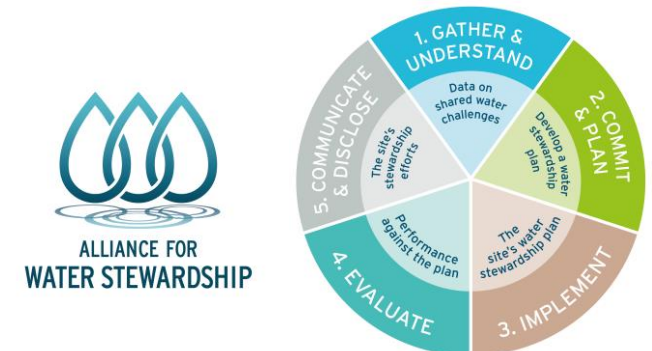 ALLIANCE FOR
WATER STEWARDSHIP
1. GATHER &
UNDERSTAND
Data on
shared water
challenges
2. COMMIT
& PLAN
Develop a water
stewardship
plan
3. IMPLEMENT
The
site's water
stewardship plan
4. EVALUATE
Performance
against the plan
5. COMMUNICATE
& DISCLOSE
The site's
stewardship
efforts